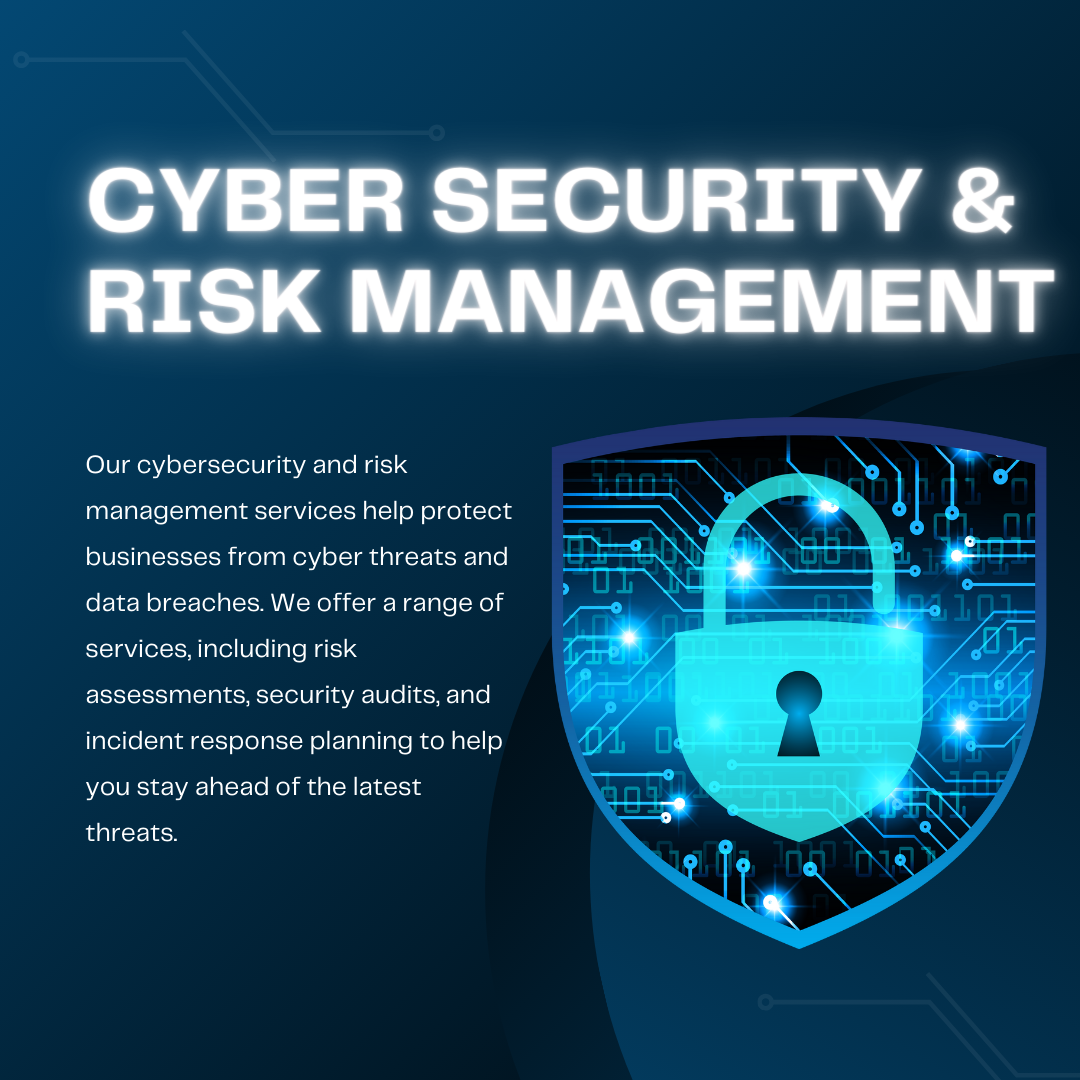 CYBER SECURITY &
RISK MANAGEMENT
Our cybersecurity and risk
management services help protect
businesses from cyber threats and
data breaches. We offer a range of
services, including risk
assessments, security audits, and
incident response planning to help
you stay ahead of the latest
threats.